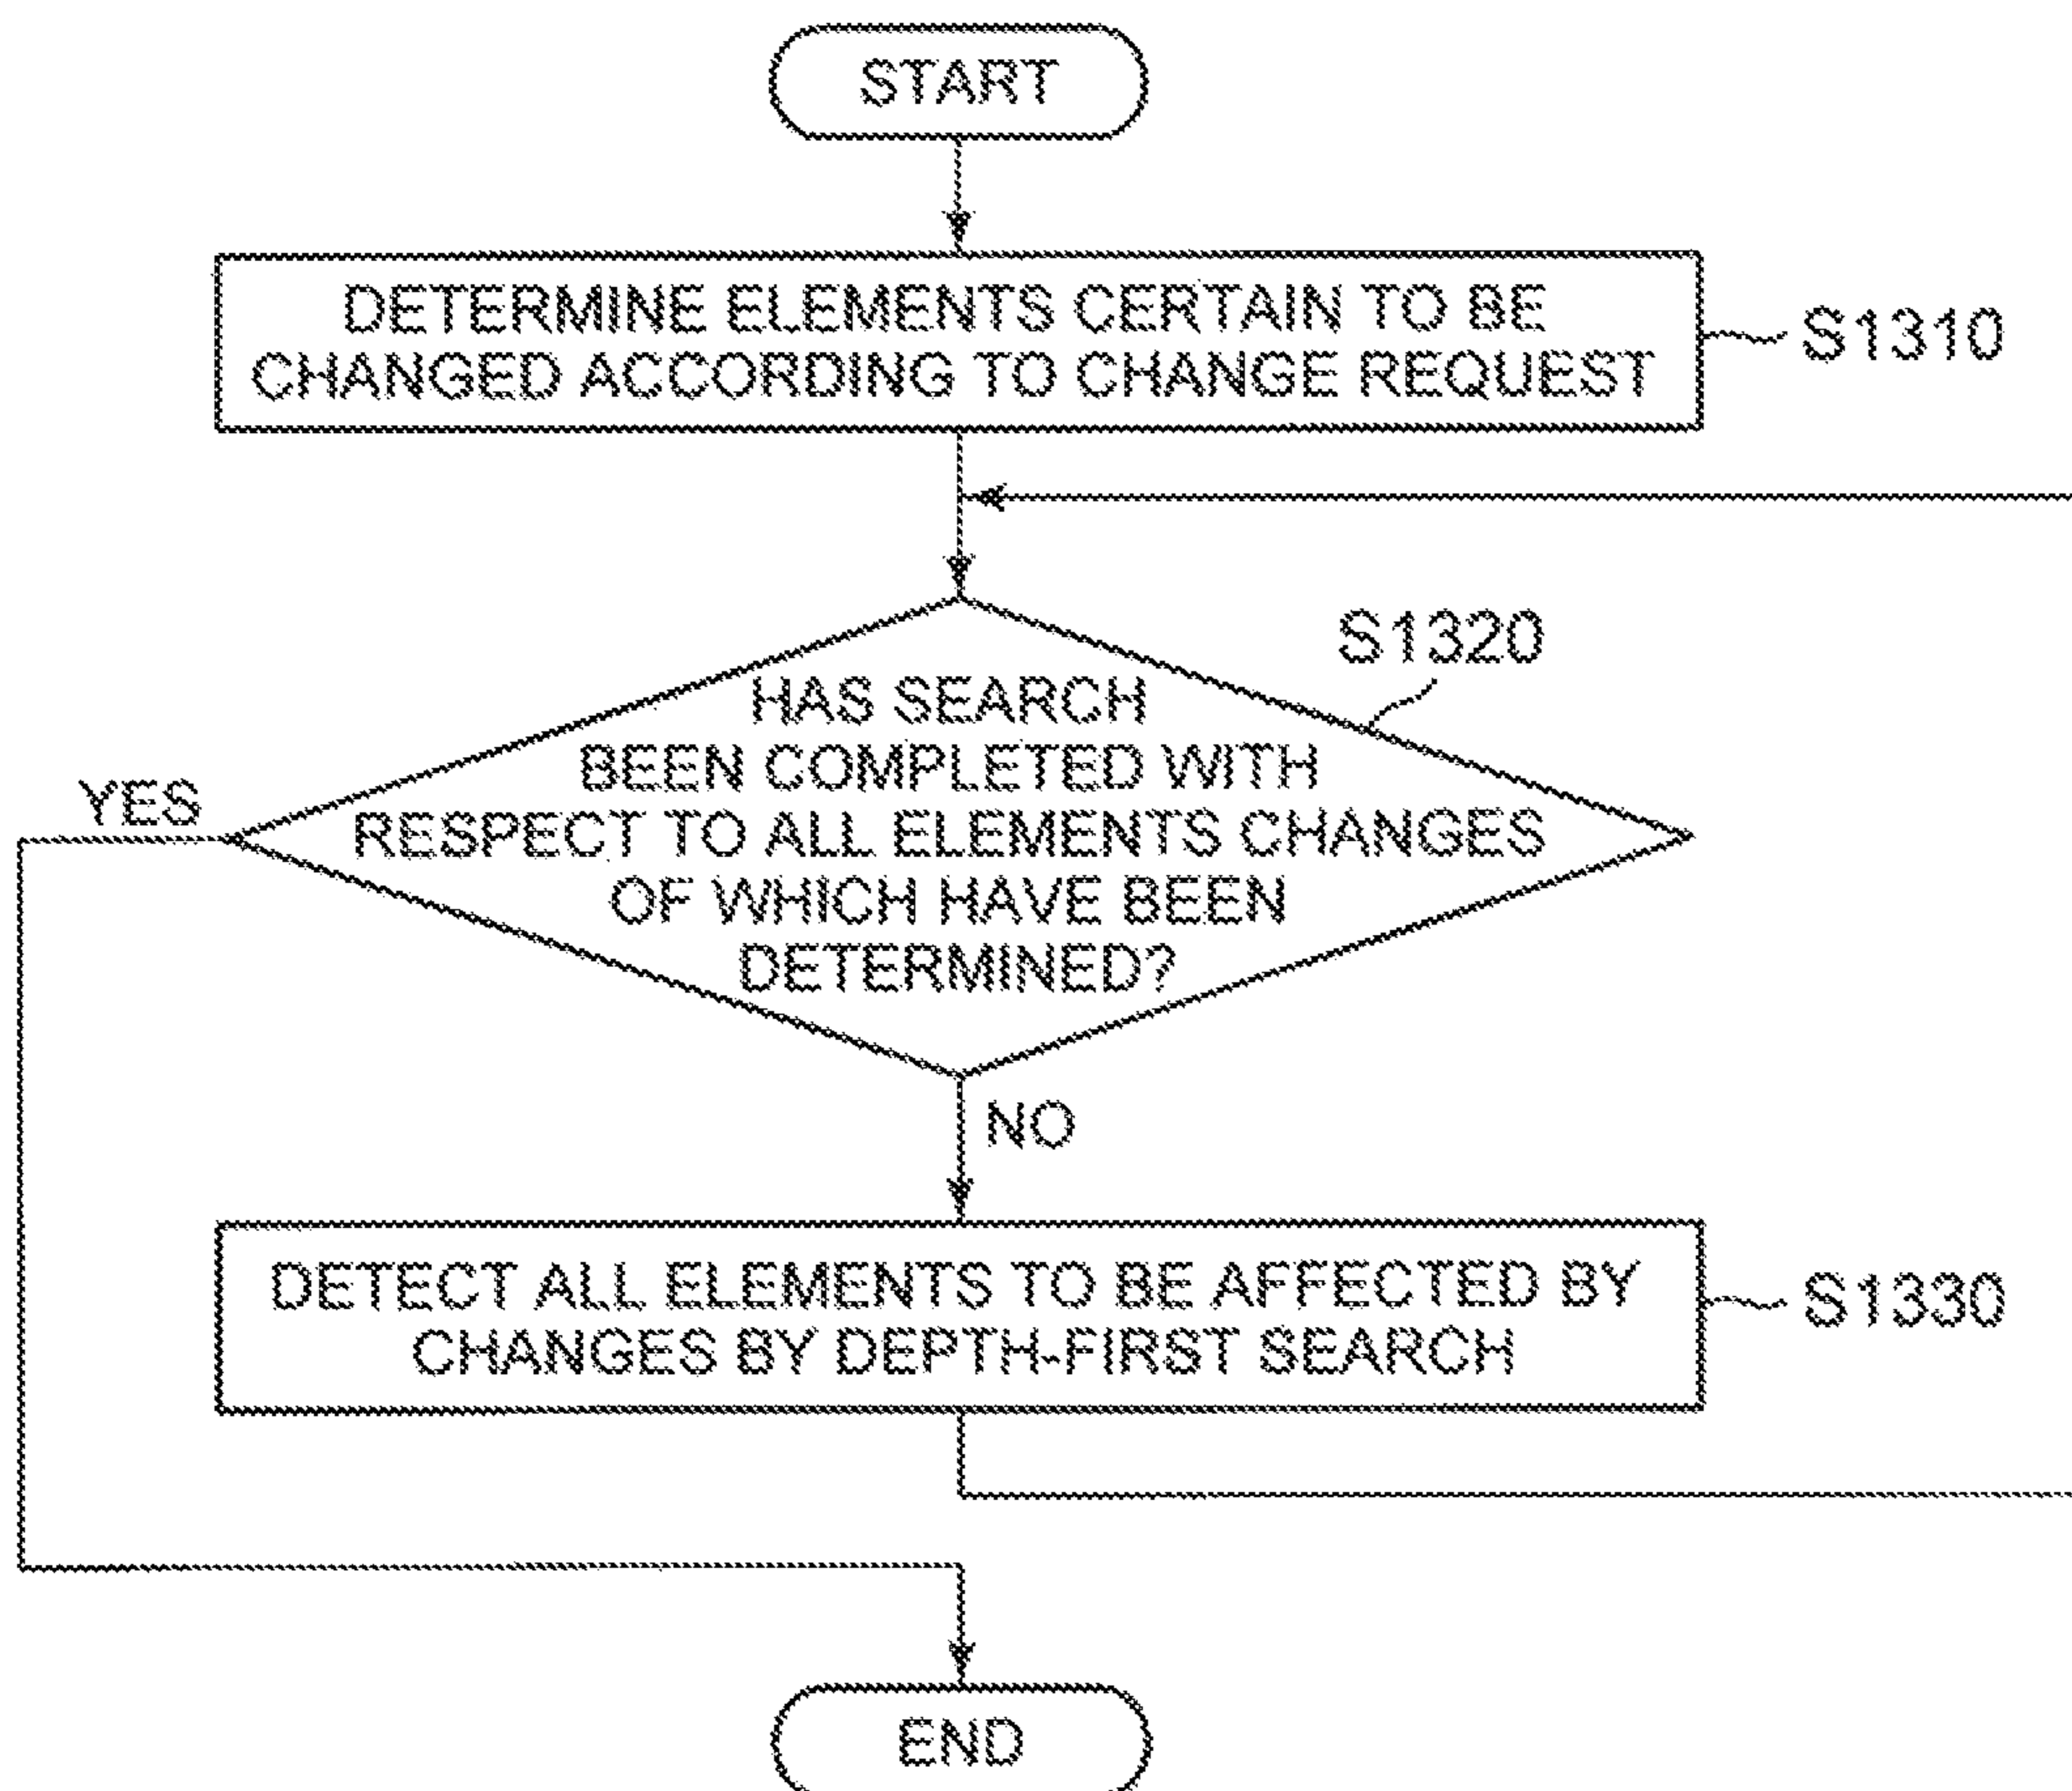 START
DETERMINE ELEMENTS CERTAIN TO BE
CHANGED ACCORDING TO CHANGE REQUEST
S1310
S1320
HAS SEARCH
BEEN COMPLETED WITH
RESPECT TO ALL ELEMENTS CHANGES
OF WHICH HAVE BEEN
DETERMINED?
YES
NO
DETECT ALL ELEMENTS TO BE AFFECTED BY
CHANGES BY DEPTH-FIRST SEARCH
S1330
END